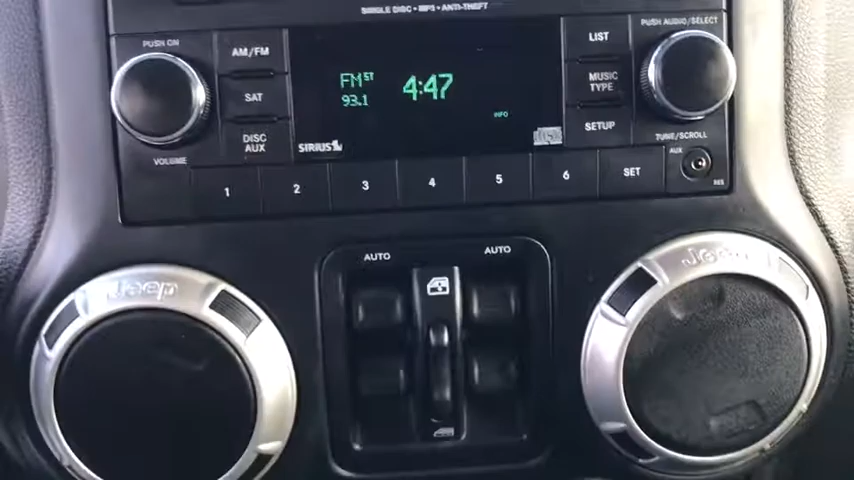 SINGLE DISC • MP3 • ANTI-THEFT
PUSH ON
AM/FM
SAT
DISC
AUX
VOLUME
FM ST
93.1
4:47
INFO
SIRIUS
disc
LIST
MUSIC
TYPE
SETUP
PUSH AUDIO/SELECT
TUNE/SCROLL
AUX
RES
1 2 3 4 5 6 SET
AUTO AUTO
Jeep
Jeep